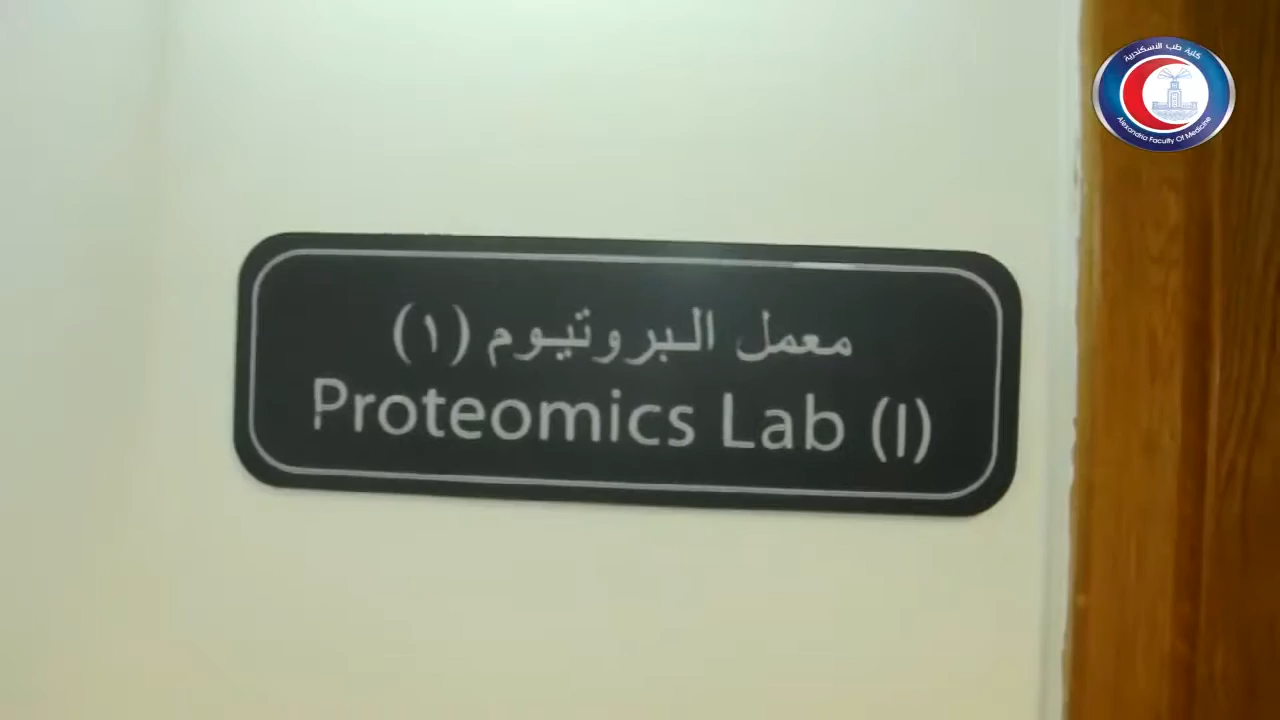 كلية طب الاسكندرية
Alexandria Faculty Of Medicine
معمل البروتيوم (١)
Proteomics Lab (I)